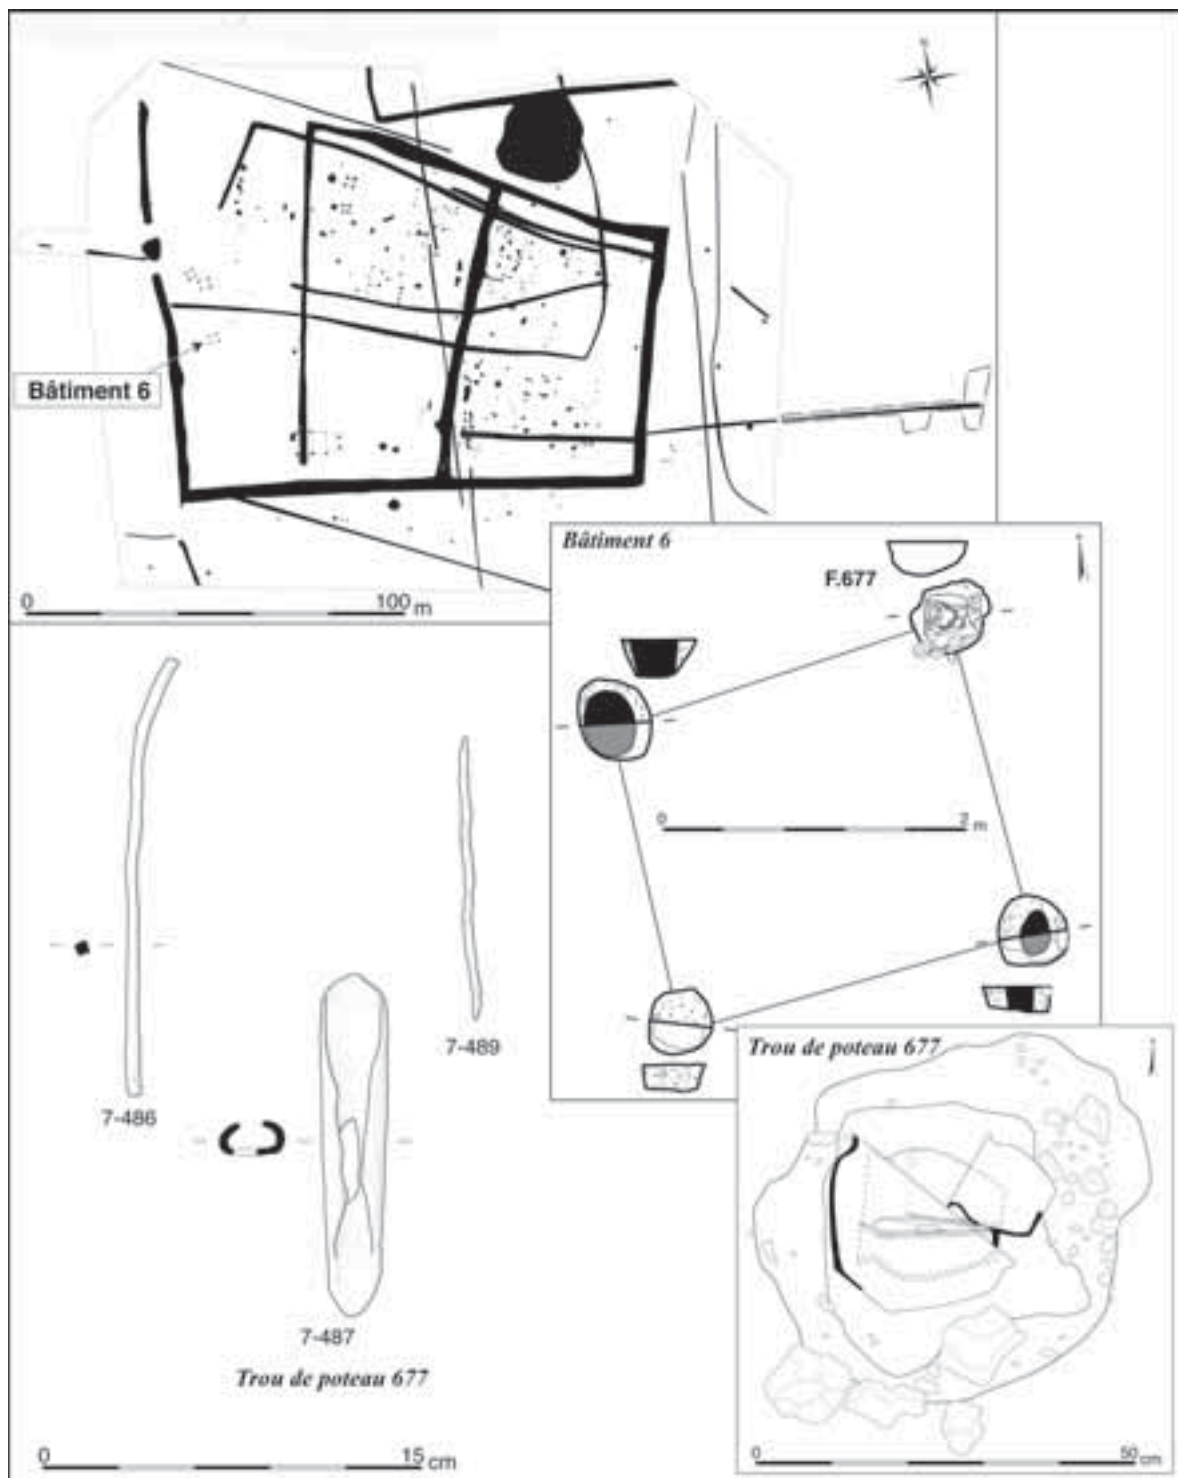 Bâtiment 6
0 100 m
Bâtiment 6
F.677
0 2 m
7-486
7-489
7-487
Trou de poteau 677
0 15 cm
Trou de poteau 677
0 50 cm